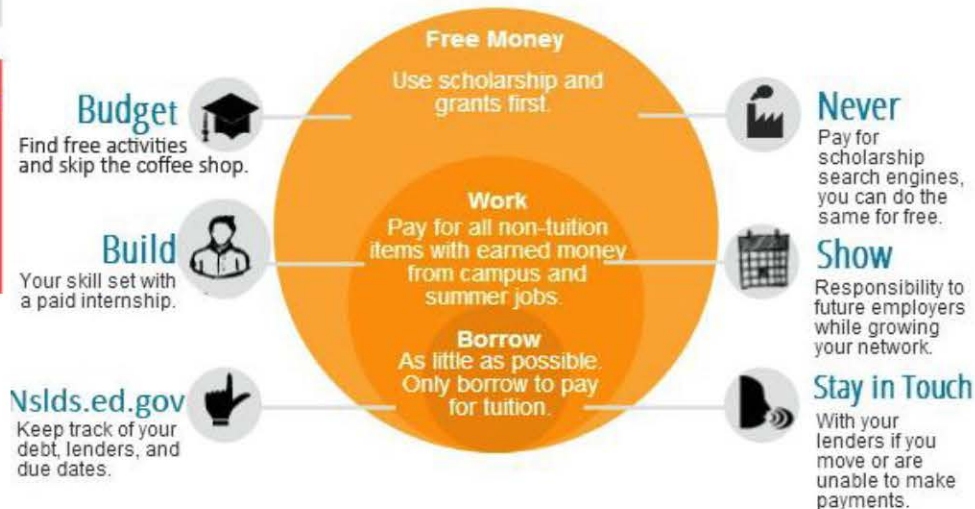 Free Money
Use scholarship and
grants first.
Budget
Find free activities
and skip the coffee shop.
Never
Pay for
scholarship
search engines,
you can do the
same for free.
Work
Pay for all non-tuition
items with earned money
from campus and
summer jobs.
Build
Your skill set with
a paid internship.
Show
Responsibility to
future employers
while growing
your network.
Borrow
As little as possible.
Only borrow to pay
for tuition.
Nslds.ed.gov
Keep track of your
debt, lenders, and
due dates.
Stay in Touch
With your
lenders if you
move or are
unable to make
payments.